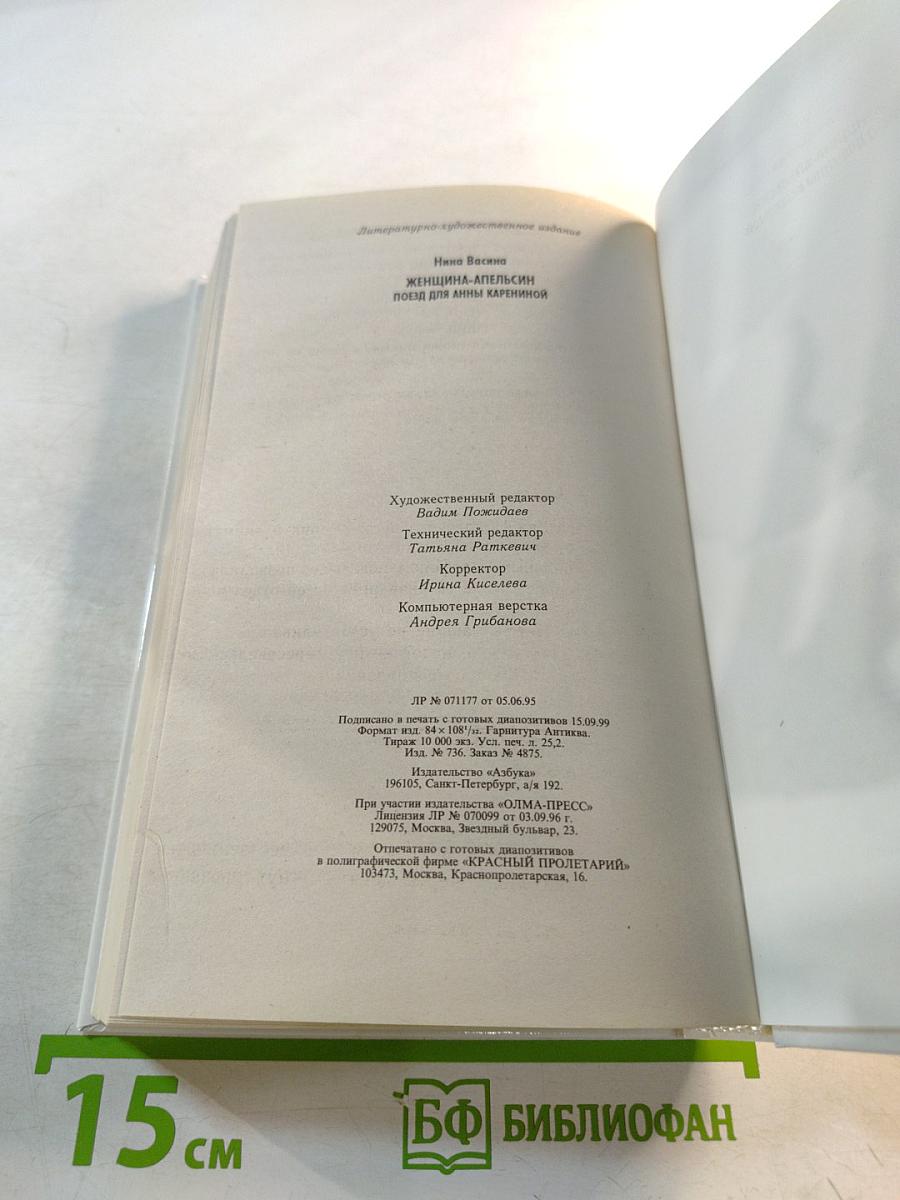 Литературно-художественное издание
Нина Васина
ЖЕНЩИНА-АПЕЛЬСИН
ПОЕЗД ДЛЯ АННЫ КАРЕНИНОЙ
Художественный редактор
Вадим Пожидаев
Технический редактор
Татьяна Раткевич
Корректор
Ирина Киселева
Компьютерная верстка
Андрея Грибанова
ЛР № 071177 от 05.06.95
Подписано в печать с готовых диапозитивов 15.09.99
Формат изд. 84 × 108¹/₃₂. Гарнитура Антиква.
Тираж 10 000 экз. Усл. печ. л. 25,2.
Изд. № 736. Заказ № 4875.
Издательство «Азбука»
196105, Санкт-Петербург, а/я 192.
При участии издательства «ОЛМА-ПРЕСС»
Лицензия ЛР № 070099 от 03.09.96 г.
129075, Москва, Звездный бульвар, 23.
Отпечатано с готовых диапозитивов
в полиграфической фирме «КРАСНЫЙ ПРОЛЕТАРИЙ»
103473, Москва, Краснопролетарская, 16.
15 см
БФ БИБЛИОФАН